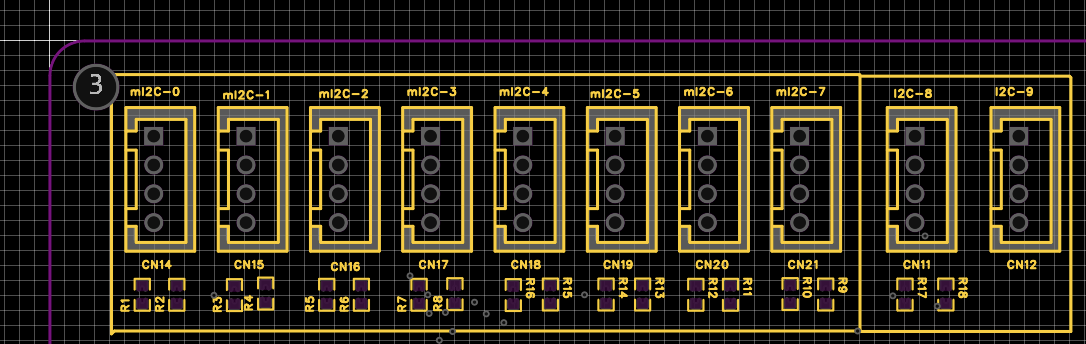 3
mI2C-0 mI2C-1 mI2C-2 mI2C-3 mI2C-4 mI2C-5 mI2C-6 mI2C-7 I2C-8 I2C-9
CN14 CN15 CN16 CN17 CN18 CN19 CN20 CN21 CN11 CN12
R1 R2 R3 R4 R5 R6 R7 R8 R16 R15 R14 R13 R12 R11 R10 R9 R17 R18